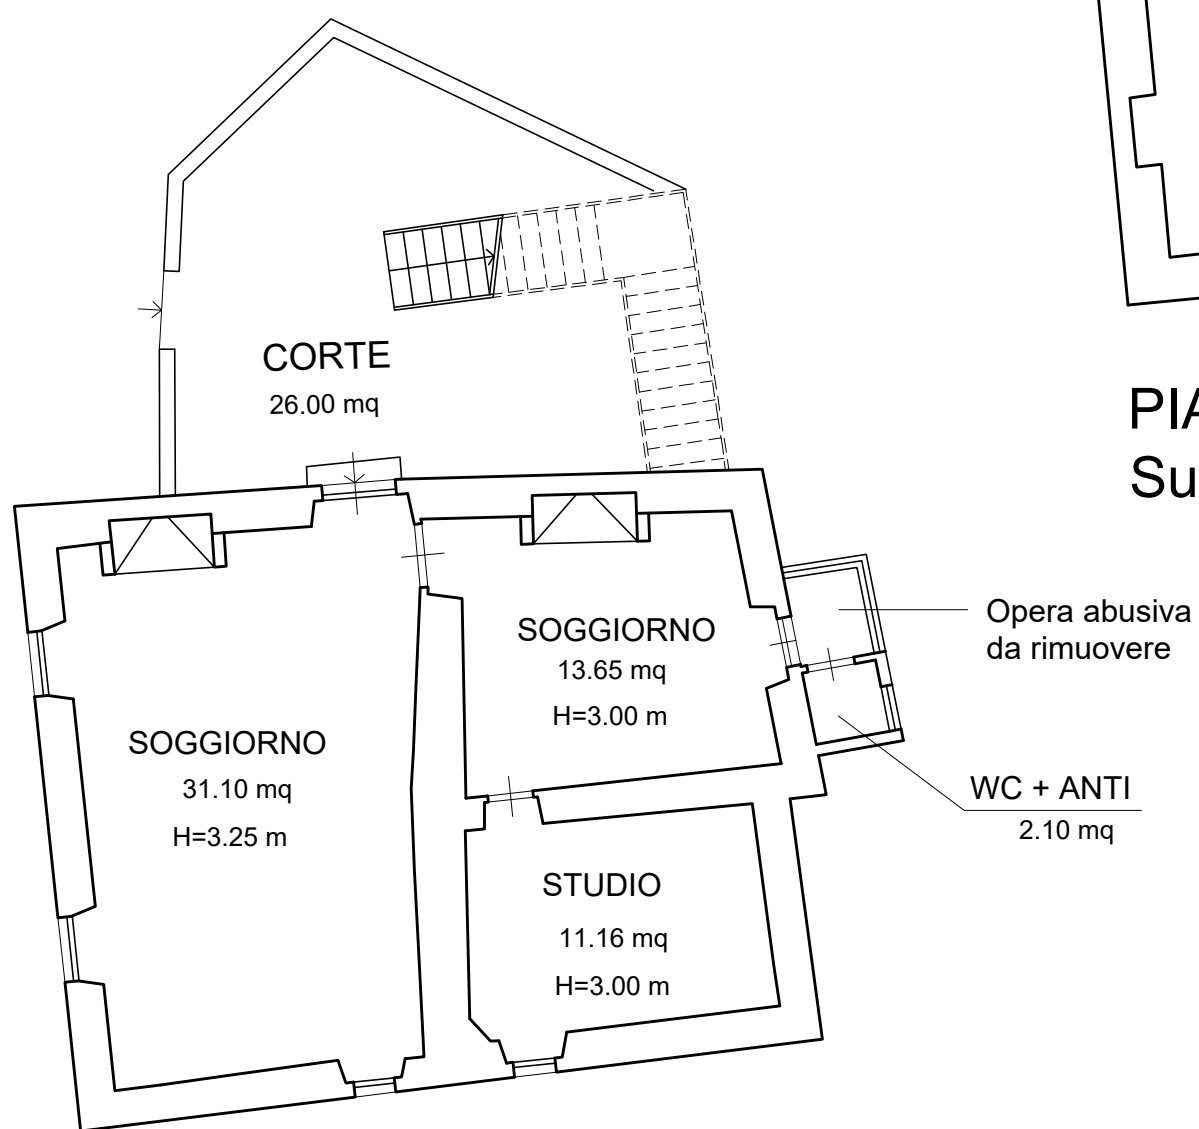 CORTE
26.00 mq
PIA
Su
SOGGIORNO
13.65 mq
H=3.00 m
Opera abusiva
da rimuovere
SOGGIORNO
31.10 mq
H=3.25 m
WC + ANTI
2.10 mq
STUDIO
11.16 mq
H=3.00 m